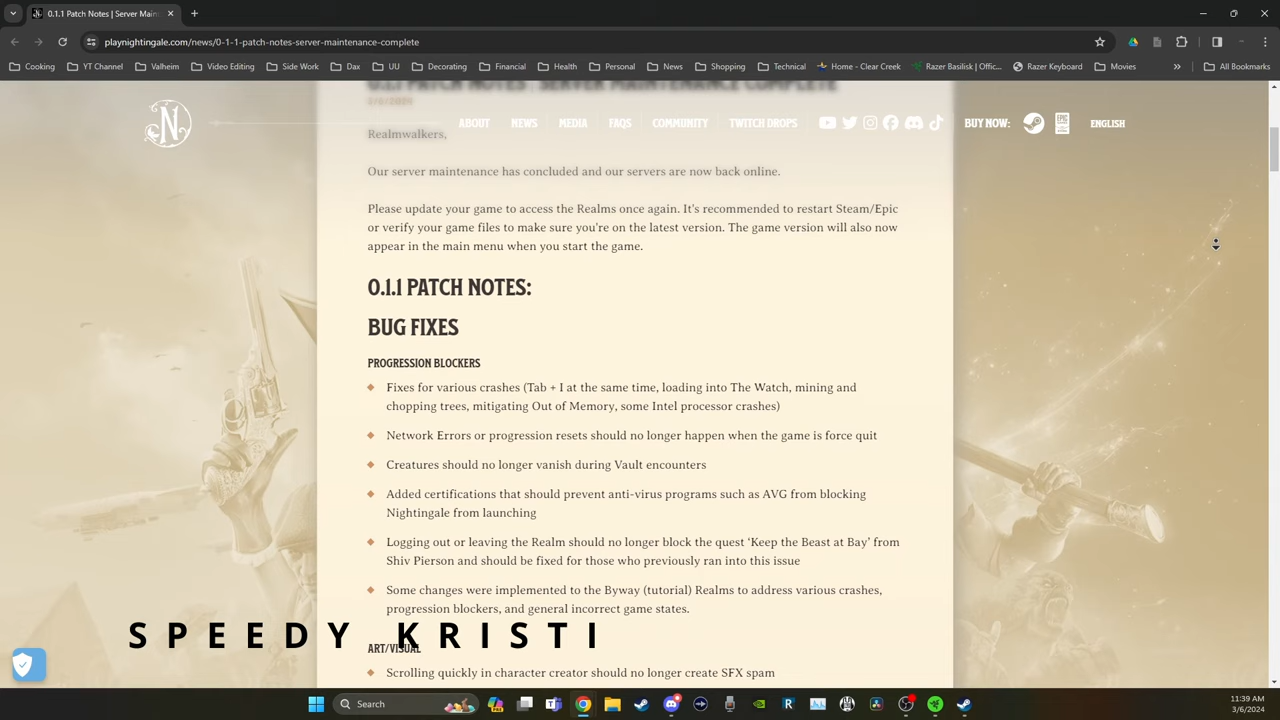 0.1.1 Patch Notes | Server Main
playnightingale.com/news/0-1-1-patch-notes-server-maintenance-complete
Cooking YT Channel Valheim Video Editing Side Work Dax UU Decorating Financial Health Personal News Shopping Technical Home - Clear Creek Razer Basilisk | Offic... Razer Keyboard Movies » All Bookmarks
0.1.1 PATCH NOTES | SERVER MAINTENANCE COMPLETE
3/6/2024
N ABOUT NEWS MEDIA FAQS COMMUNITY TWITCH DROPS BUY NOW: ENGLISH
Realmwalkers,
Our server maintenance has concluded and our servers are now back online.
Please update your game to access the Realms once again. It's recommended to restart Steam/Epic
or verify your game files to make sure you're on the latest version. The game version will also now
appear in the main menu when you start the game.
0.1.1 PATCH NOTES:
BUG FIXES
PROGRESSION BLOCKERS
Fixes for various crashes (Tab + I at the same time, loading into The Watch, mining and
chopping trees, mitigating Out of Memory, some Intel processor crashes)
Network Errors or progression resets should no longer happen when the game is force quit
Creatures should no longer vanish during Vault encounters
Added certifications that should prevent anti-virus programs such as AVG from blocking
Nightingale from launching
Logging out or leaving the Realm should no longer block the quest ‘Keep the Beast at Bay’ from
Shiv Pierson and should be fixed for those who previously ran into this issue
Some changes were implemented to the Byway (tutorial) Realms to address various crashes,
progression blockers, and general incorrect game states.
SPEEDY KRISTI
ART/VISUAL
Scrolling quickly in character creator should no longer create SFX spam
Search
11:39 AM
3/6/2024